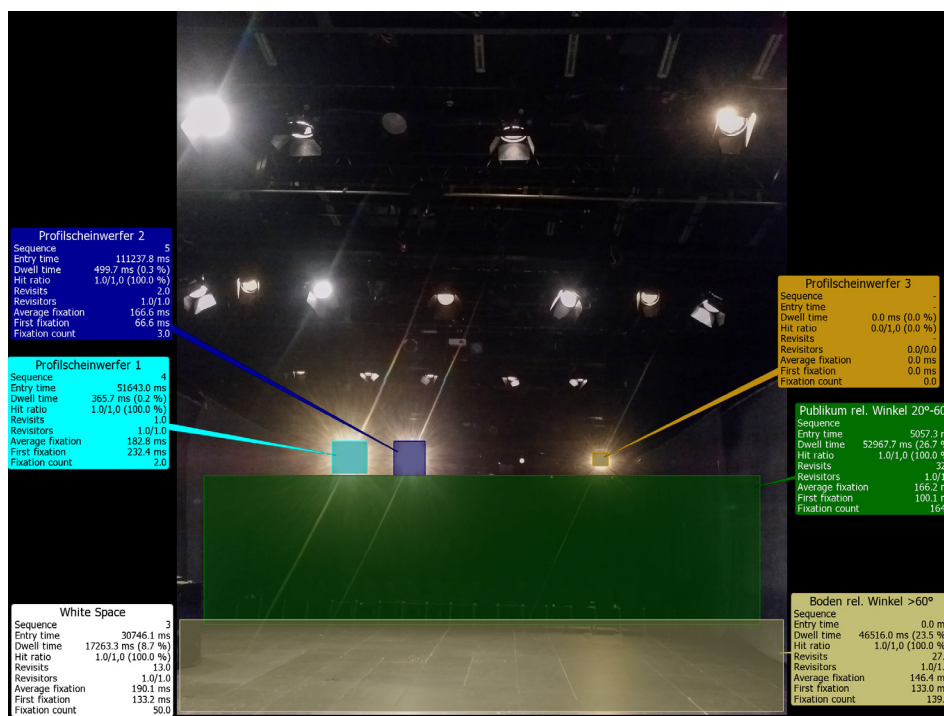 Profilscheinwerfer 2
Sequence 5
Entry time 111237.8 ms
Dwell time 499.7 ms (0.3 %)
Hit ratio 1.0/1,0 (100.0 %)
Revisits 2.0
Revisitors 1.0/1.0
Average fixation 166.6 ms
First fixation 66.6 ms
Fixation count 3.0
Profilscheinwerfer 1
Sequence 4
Entry time 51643.0 ms
Dwell time 365.7 ms (0.2 %)
Hit ratio 1.0/1,0 (100.0 %)
Revisits 1.0
Revisitors 1.0/1.0
Average fixation 182.8 ms
First fixation 232.4 ms
Fixation count 2.0
White Space
Sequence 3
Entry time 30746.1 ms
Dwell time 17263.3 ms (8.7 %)
Hit ratio 1.0/1,0 (100.0 %)
Revisits 13.0
Revisitors 1.0/1.0
Average fixation 190.1 ms
First fixation 133.2 ms
Fixation count 50.0
Profilscheinwerfer 3
Sequence -
Entry time -
Dwell time 0.0 ms (0.0 %)
Hit ratio 0.0/1,0 (0.0 %)
Revisits -
Revisitors 0.0/0.0
Average fixation 0.0 ms
First fixation 0.0 ms
Fixation count 0.0
Publikum rel. Winkel 20°-60
Sequence
Entry time 5057.3 m
Dwell time 52967.7 ms (26.7 %
Hit ratio 1.0/1,0 (100.0 %
Revisits 32
Revisitors 1.0/1
Average fixation 166.2 m
First fixation 100.1 m
Fixation count 164
Boden rel. Winkel >60°
Sequence
Entry time 0.0 m
Dwell time 46516.0 ms (23.5 %
Hit ratio 1.0/1,0 (100.0 %
Revisits 27.
Revisitors 1.0/1.
Average fixation 146.4 m
First fixation 133.0 m
Fixation count 139.